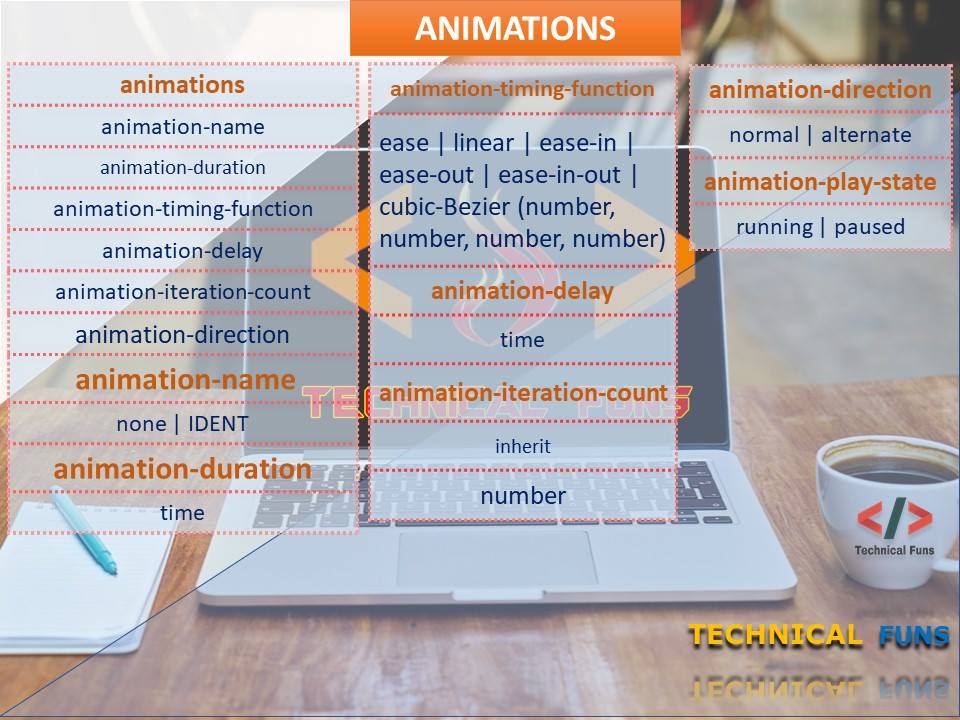 ANIMATIONS
animations
animation-name
animation-duration
animation-timing-function
animation-delay
animation-iteration-count
animation-direction
animation-name
none | IDENT
animation-duration
time
animation-timing-function
ease | linear | ease-in |
ease-out | ease-in-out |
cubic-Bezier (number,
number, number, number)
animation-delay
time
animation-iteration-count
inherit
number
animation-direction
normal | alternate
animation-play-state
running | paused
TECHNICAL FUNS
</>
Technical Funs
TECHNICAL FUNS